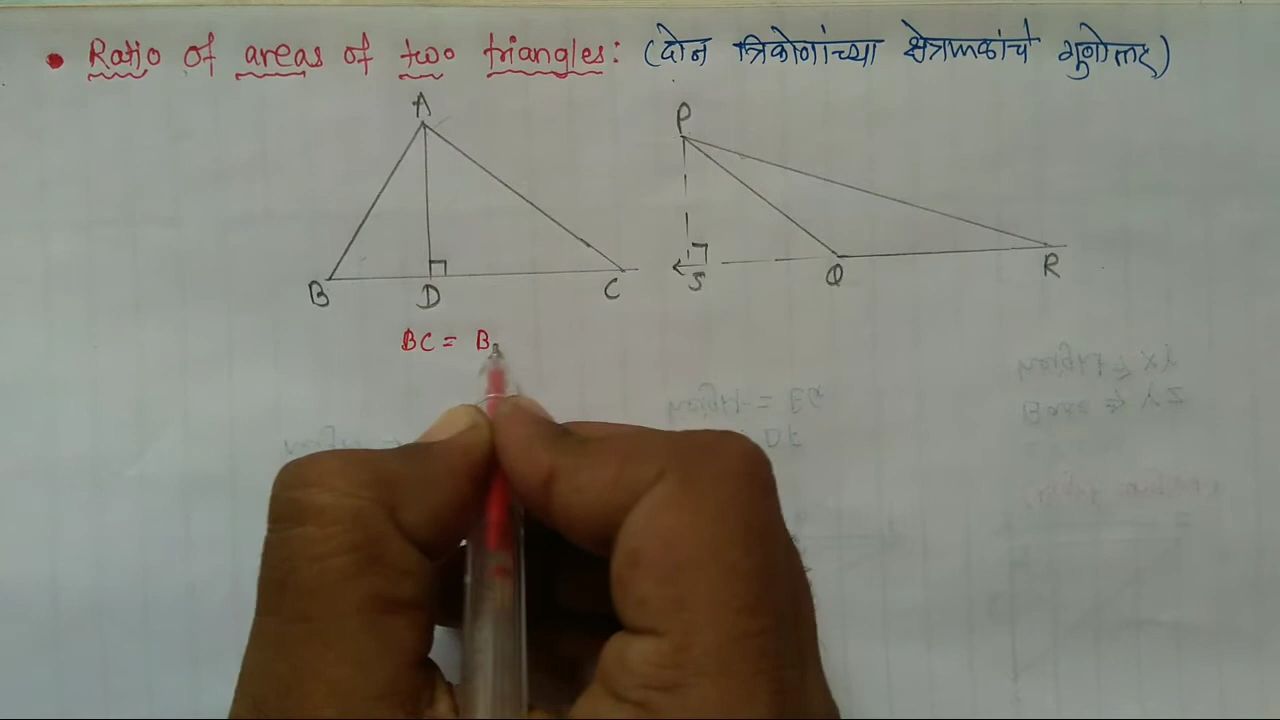 • Ratio of areas of two triangles: (दोन त्रिकोणांच्या क्षेत्रफळांचे गुणोत्तर)
A
P
B D C
S Q R
BC = B